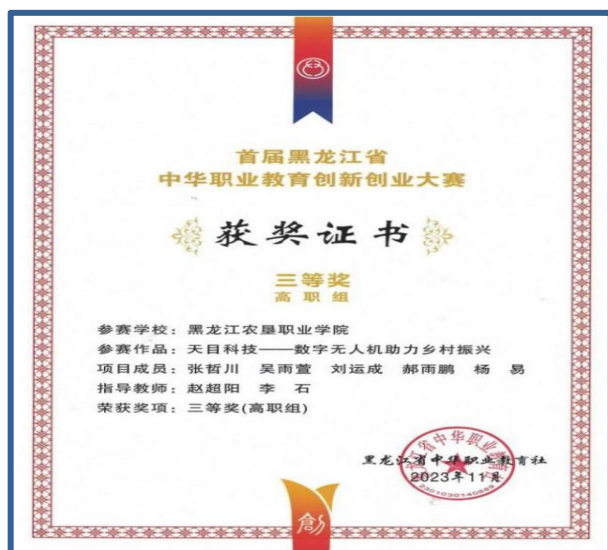 首届黑龙江省
中华职业教育创新创业大赛
获奖证书
三等奖
高职组
参赛学校：黑龙江农垦职业学院
参赛作品：天目科技——数字无人机助力乡村振兴
项目成员：张哲川 吴雨萱 刘运成 郝雨鹏 杨 易
指导教师：赵超阳 李 石
荣获奖项：三等奖(高职组)
黑龙江省中华职业教育社
2023年11月
創